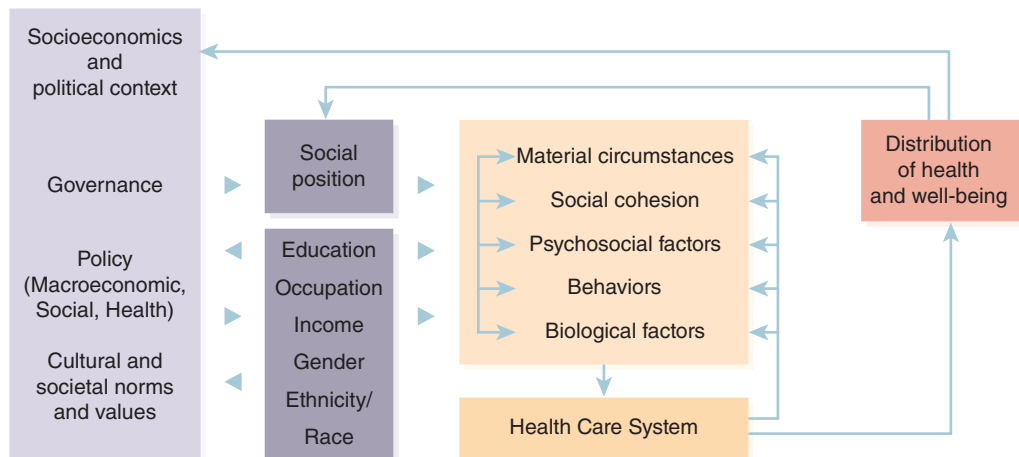 Socioeconomics
and
political context
Governance
Policy
(Macroeconomic,
Social, Health)
Cultural and
societal norms
and values
Social
position
Education
Occupation
Income
Gender
Ethnicity/
Race
Material circumstances
Social cohesion
Psychosocial factors
Behaviors
Biological factors
Health Care System
Distribution
of health
and well-being